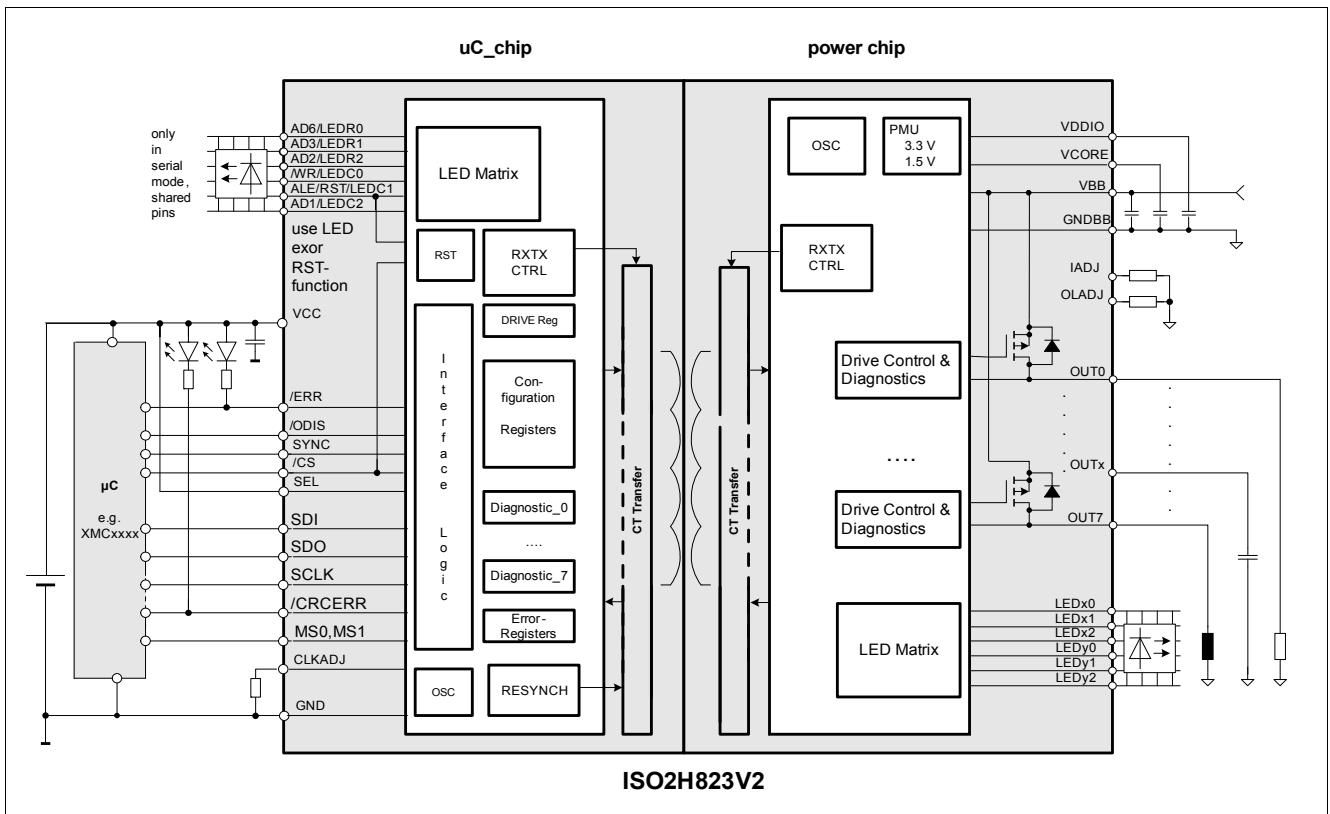 uC_chip
power chip
only
in
serial
mode,
shared
pins
AD6/LEDR0
AD3/LEDR1
AD2/LEDR2
/WR/LEDC0
ALE/RST/LEDC1
AD1/LEDC2
use LED
exor
RST-
function
VCC
/ERR
/ODIS
SYNC
/CS
SEL
SDI
SDO
SCLK
/CRCERR
MS0,MS1
CLKADJ
GND
µC
e.g.
XMCxxxx
LED Matrix
RST
RXTX
CTRL
DRIVE Reg
Interface Logic
Con-
figuration
Registers
Diagnostic_0
....
Diagnostic_7
Error-
Registers
OSC
RESYNCH
CT Transfer
CT Transfer
OSC
PMU
3.3 V
1.5 V
RXTX
CTRL
Drive Control &
Diagnostics
....
Drive Control &
Diagnostics
LED Matrix
VDDIO
VCORE
VBB
GNDBB
IADJ
OLADJ
OUT0
OUTx
OUT7
LEDx0
LEDx1
LEDx2
LEDy0
LEDy1
LEDy2
ISO2H823V2